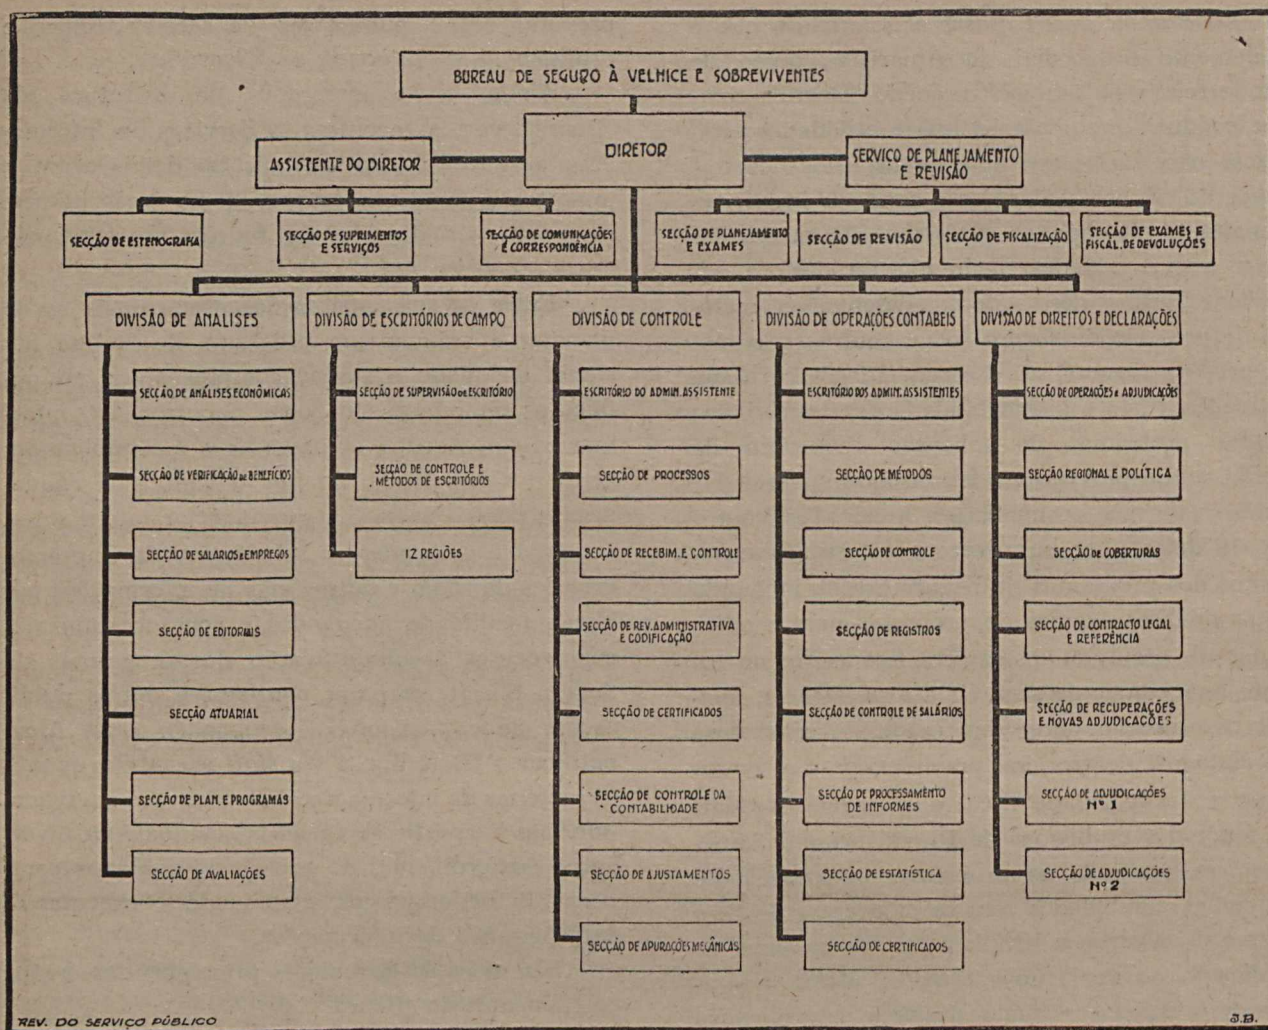 BUREAU DE SEGURO À VELHICE E SOBREVIVENTES
DIRETOR
ASSISTENTE DO DIRETOR
SERVIÇO DE PLANEJAMENTO
E REVISÃO
SECÇÃO DE ESTENOGRAFIA
SECÇÃO DE SUPRIMENTOS
E SERVIÇOS
SECÇÃO DE COMUNICAÇÕES
E CORRESPONDÊNCIA
SECÇÃO DE PLANEJAMENTO
E EXAMES
SECÇÃO DE REVISÃO
SECÇÃO DE FISCALIZAÇÃO
SECÇÃO DE EXAMES E
FISCAL. DE DEVOLUÇÕES
DIVISÃO DE ANALISES
SECÇÃO DE ANÁLISES ECONÔMICAS
SECÇÃO DE VERIFICAÇÃO DE BENEFÍCIOS
SECÇÃO DE SALARIOS E EMPREGOS
SECÇÃO DE EDITORIAIS
SECÇÃO ATUARIAL
SECÇÃO DE PLAN. E PROGRAMAS
SECÇÃO DE AVALIAÇÕES
DIVISÃO DE ESCRITÓRIOS DE CAMPO
SECÇÃO DE SUPERVISÃO DE ESCRITÓRIO
SECÇÃO DE CONTROLE E
MÉTODOS DE ESCRITÓRIOS
12 REGIÕES
DIVISÃO DE CONTROLE
ESCRITÓRIO DO ADMIN. ASSISTENTE
SECÇÃO DE PROCESSOS
SECÇÃO DE RECEBIM. E CONTROLE
SECÇÃO DE REV. ADMINISTRATIVA
E CODIFICAÇÃO
SECÇÃO DE CERTIFICADOS
SECÇÃO DE CONTROLE DA
CONTABILIDADE
SECÇÃO DE AJUSTAMENTOS
SECÇÃO DE APURAÇÕES MECÂNICAS
DIVISÃO DE OPERAÇÕES CONTABEIS
ESCRITÓRIO DOS ADMIN. ASSISTENTES
SECÇÃO DE MÉTODOS
SECÇÃO DE CONTROLE
SECÇÃO DE REGISTROS
SECÇÃO DE CONTROLE DE SALÁRIOS
SECÇÃO DE PROCESSAMENTO
DE INFORMES
SECÇÃO DE ESTATÍSTICA
SECÇÃO DE CERTIFICADOS
DIVISÃO DE DIREITOS E DECLARAÇÕES
SECÇÃO DE OPERAÇÕES E ADJUDICAÇÕES
SECÇÃO REGIONAL E POLÍTICA
SECÇÃO DE COBERTURAS
SECÇÃO DE CONTRACTO LEGAL
E REFERÊNCIA
SECÇÃO DE RECUPERAÇÕES
E NOVAS ADJUDICAÇÕES
SECÇÃO DE ADJUDICAÇÕES
Nº 1
SECÇÃO DE ADJUDICAÇÕES
Nº 2
REV. DO SERVIÇO PÚBLICO
J.B.